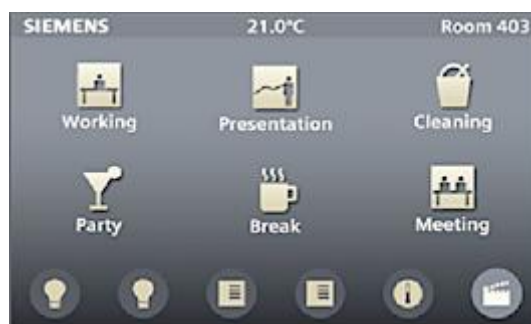 SIEMENS 21.0°C Room 403
Working Presentation Cleaning
Party Break Meeting